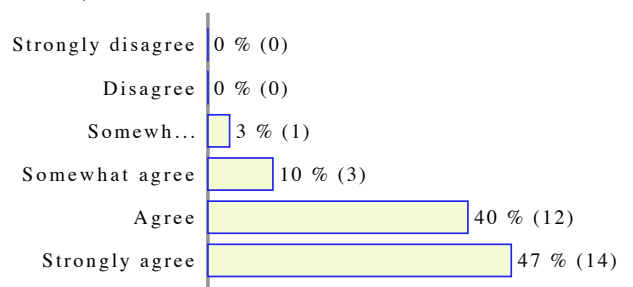 Strongly disagree 0 % (0)
Disagree 0 % (0)
Somewh... 3 % (1)
Somewhat agree 10 % (3)
Agree 40 % (12)
Strongly agree 47 % (14)